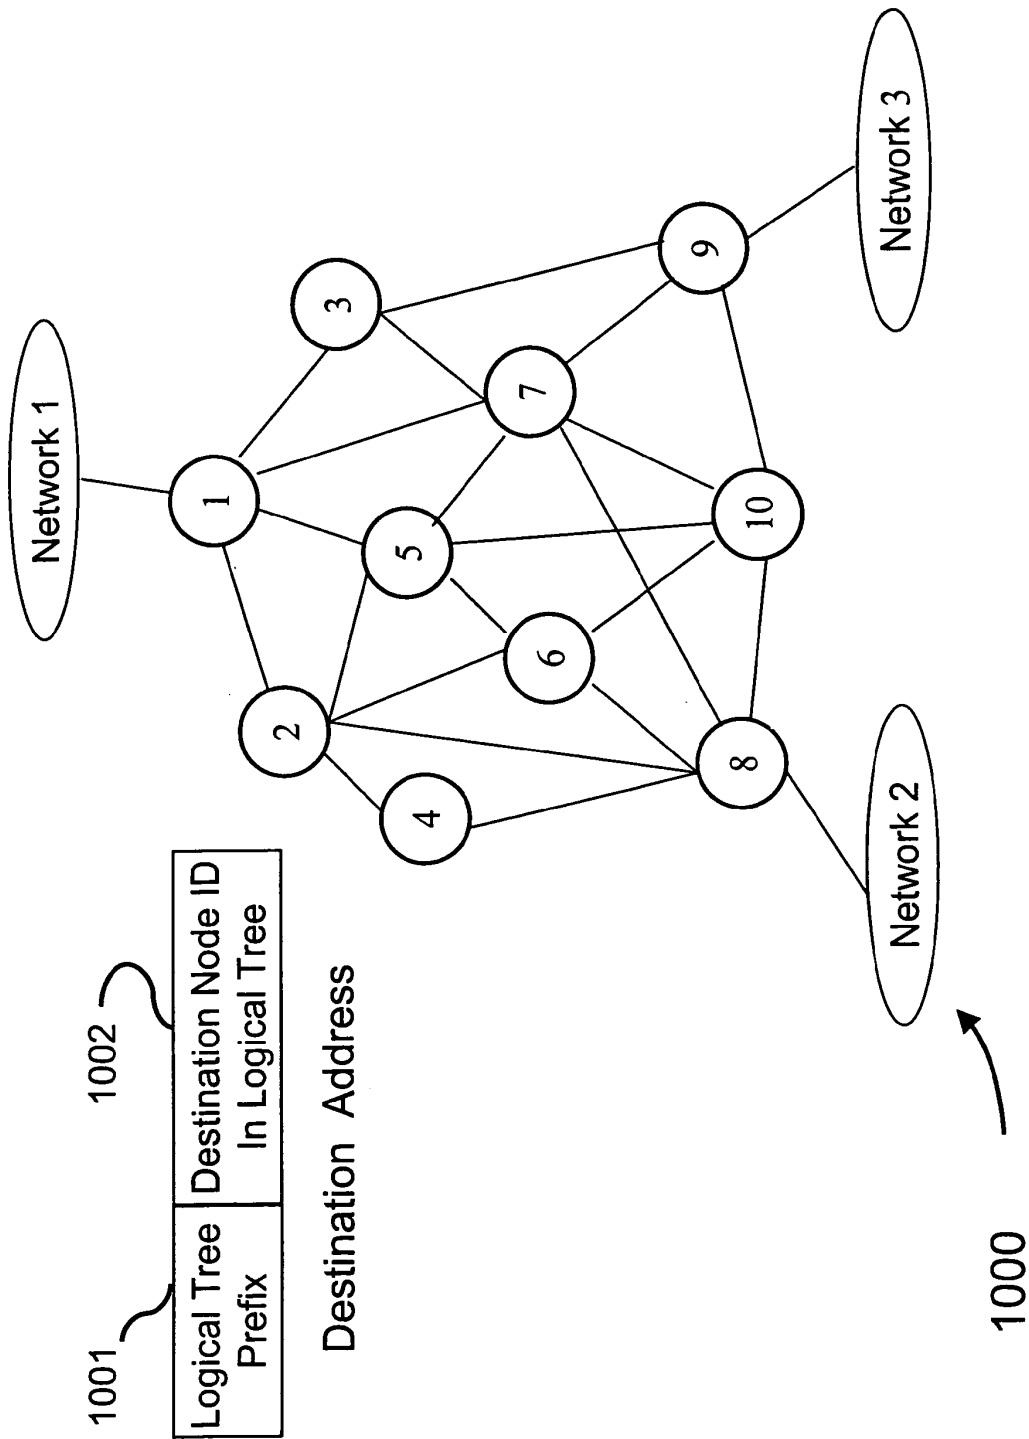 1001
1002
Logical Tree
Prefix
Destination Node ID
In Logical Tree
Destination Address
Network 1
1
2
3
4
5
6
7
8
9
10
Network 2
Network 3
1000